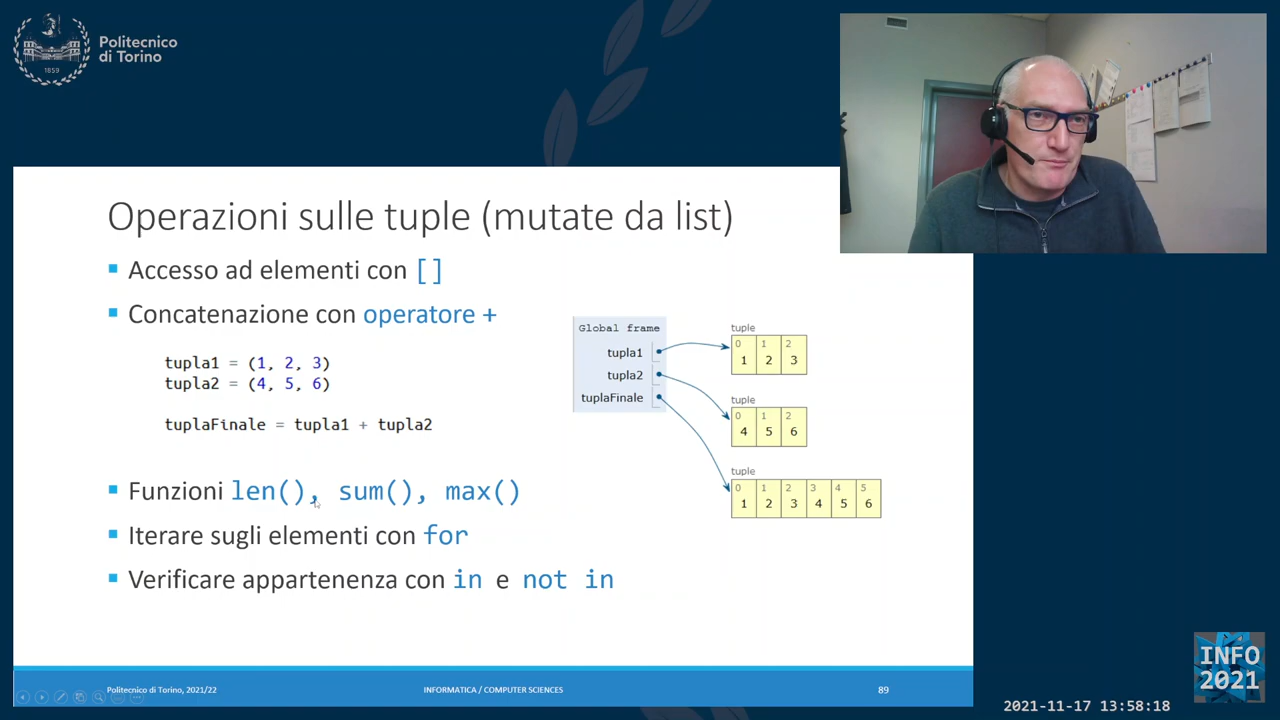 Politecnico
di Torino
1859
Operazioni sulle tuple (mutate da list)
Accesso ad elementi con []
Concatenazione con operatore +
tupla1 = (1, 2, 3)
tupla2 = (4, 5, 6)
tuplaFinale = tupla1 + tupla2
Global frame
tupla1
tupla2
tuplaFinale
tuple
0 1 2
1 2 3
tuple
0 1 2
4 5 6
tuple
0 1 2 3 4 5
1 2 3 4 5 6
Funzioni len(), sum(), max()
Iterare sugli elementi con for
Verificare appartenenza con in e not in
Politecnico di Torino, 2021/22
INFORMATICA / COMPUTER SCIENCES
89
INFO
2021
2021-11-17 13:58:18